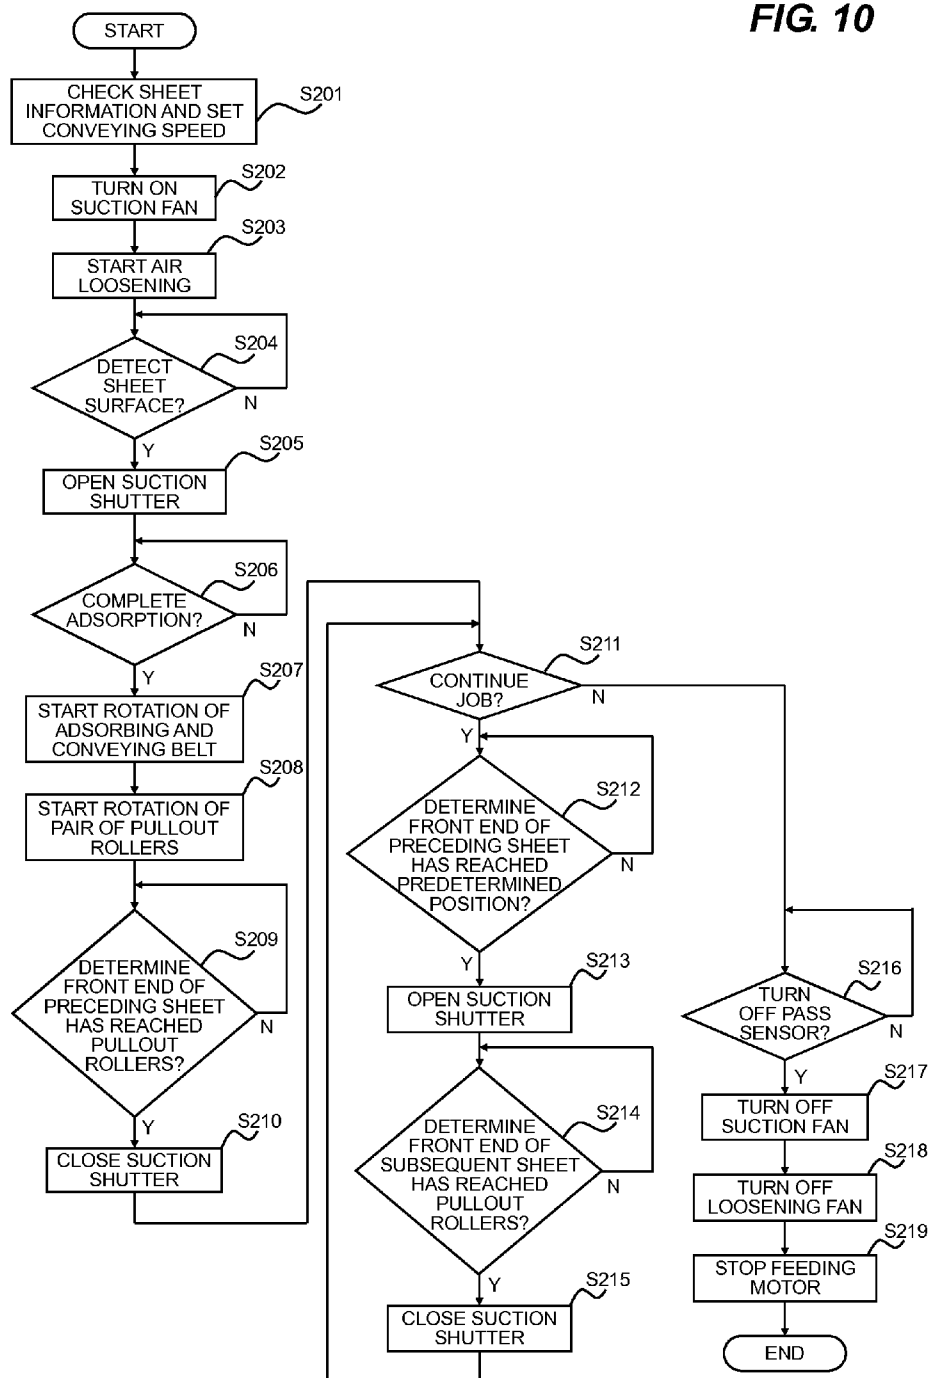 FIG. 10
START
CHECK SHEET
INFORMATION AND SET
CONVEYING SPEED
S201
TURN ON
SUCTION FAN
S202
START AIR
LOOSENING
S203
DETECT
SHEET
SURFACE?
S204
N
Y
OPEN SUCTION
SHUTTER
S205
COMPLETE
ADSORPTION?
S206
N
Y
START ROTATION OF
ADSORBING AND
CONVEYING BELT
S207
START ROTATION OF
PAIR OF PULLOUT
ROLLERS
S208
DETERMINE
FRONT END OF
PRECEDING SHEET
HAS REACHED
PULLOUT
ROLLERS?
S209
N
Y
CLOSE SUCTION
SHUTTER
S210
CONTINUE
JOB?
S211
N
Y
DETERMINE
FRONT END OF
PRECEDING SHEET
HAS REACHED
PREDETERMINED
POSITION?
S212
N
Y
OPEN SUCTION
SHUTTER
S213
DETERMINE
FRONT END OF
SUBSEQUENT SHEET
HAS REACHED
PULLOUT
ROLLERS?
S214
N
Y
CLOSE SUCTION
SHUTTER
S215
TURN
OFF PASS
SENSOR?
S216
N
Y
TURN OFF
SUCTION FAN
S217
TURN OFF
LOOSENING FAN
S218
STOP FEEDING
MOTOR
S219
END